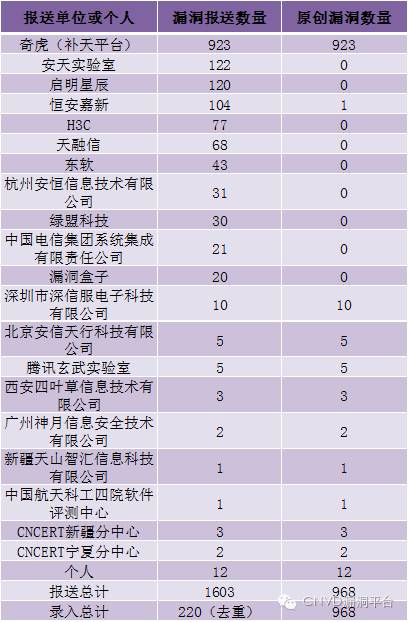 报送单位或个人 漏洞报送数量 原创漏洞数量
奇虎（补天平台） 923 923
安天实验室 122 0
启明星辰 120 0
恒安嘉新 104 1
H3C 77 0
天融信 68 0
东软 43 0
杭州安恒信息技术有限
公司 31 0
绿盟科技 30 0
中国电信集团系统集成
有限责任公司 21 0
漏洞盒子 20 0
深圳市深信服电子科技
有限公司 10 10
北京安信天行科技有限
公司 5 5
腾讯玄武实验室 5 5
西安四叶草信息技术有
限公司 3 3
广州神月信息安全技术
有限公司 2 2
新疆天山智汇信息科技
有限公司 1 1
中国航天科工四院软件
评测中心 1 1
CNCERT新疆分中心 3 3
CNCERT宁夏分中心 2 2
个人 12 12
报送总计 1603 968
录入总计 220（去重） 968
CNVD漏洞平台